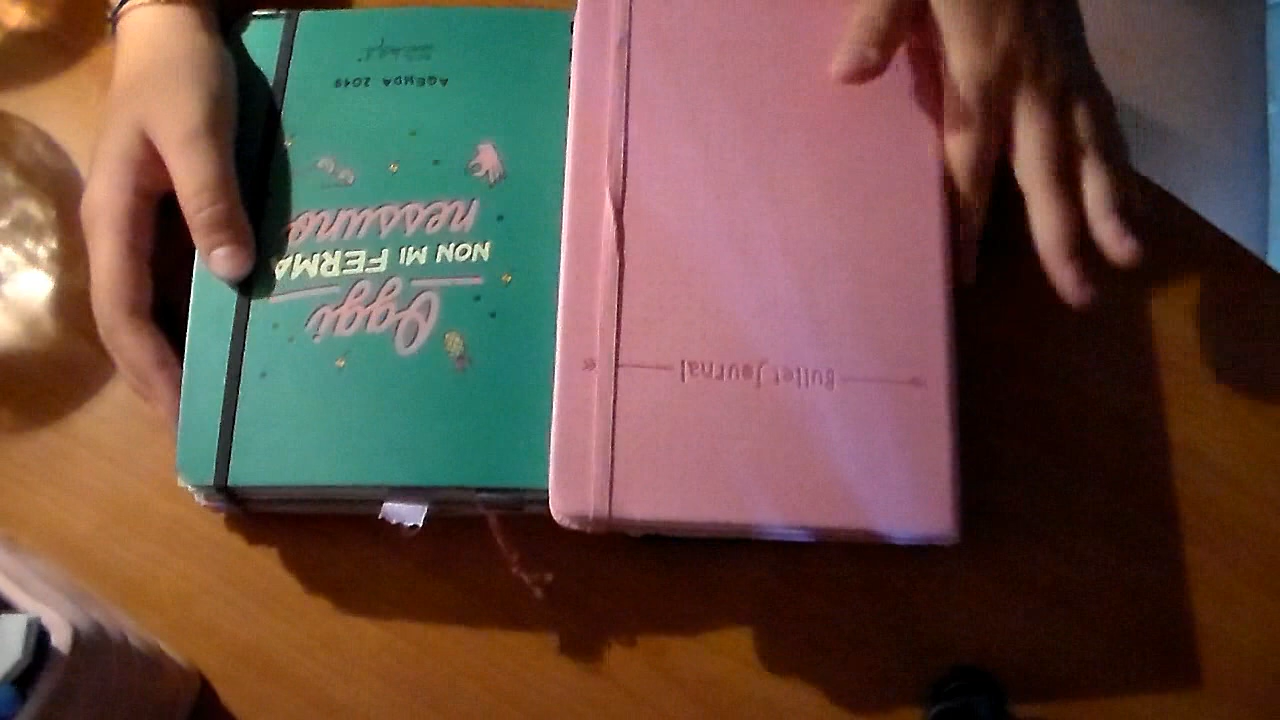 Oggi
NON MI FERMA
nessuno
AGENDA 2019
Bullet Journal